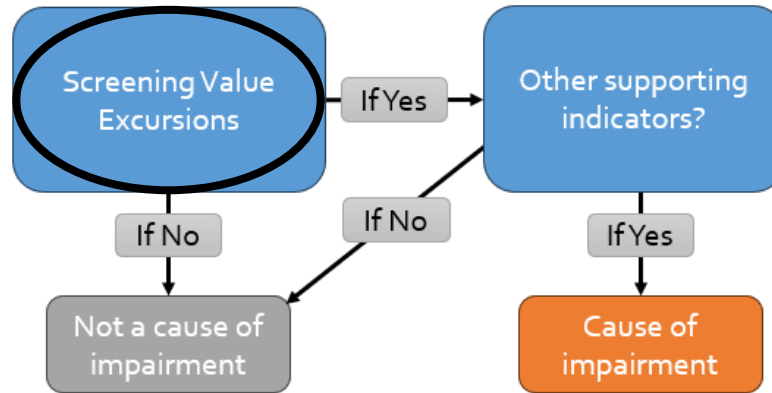 Screening Value
Excursions
If Yes
Other supporting
indicators?
If No
If No
If Yes
Not a cause of
impairment
Cause of
impairment